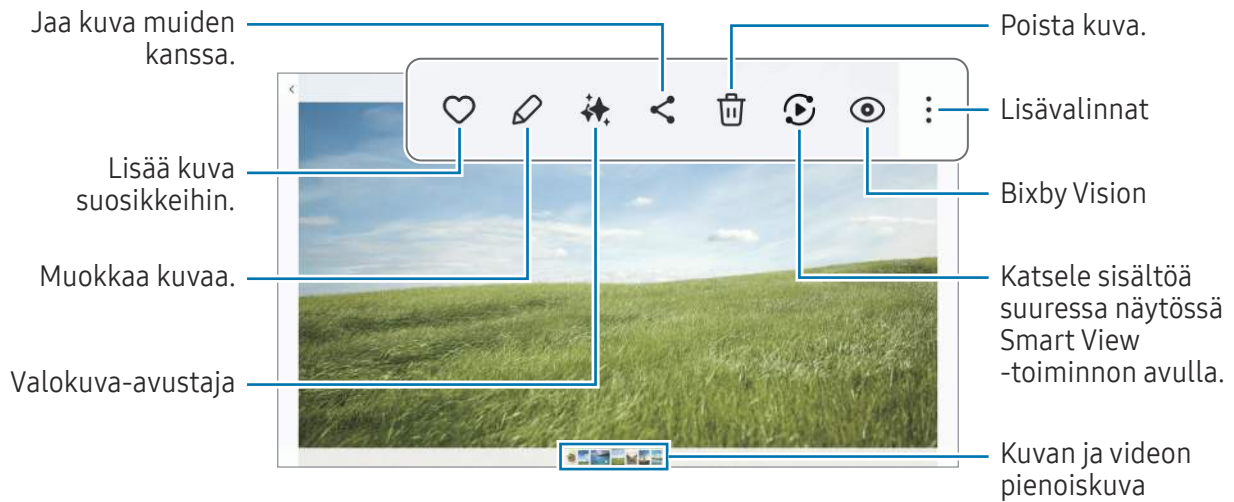 Jaa kuva muiden
kanssa.
Lisää kuva
suosikkeihin.
Muokkaa kuvaa.
Valokuva-avustaja
Poista kuva.
Lisävalinnat
Bixby Vision
Katsele sisältöä
suuressa näytössä
Smart View
-toiminnon avulla.
Kuvan ja videon
pienoiskuva